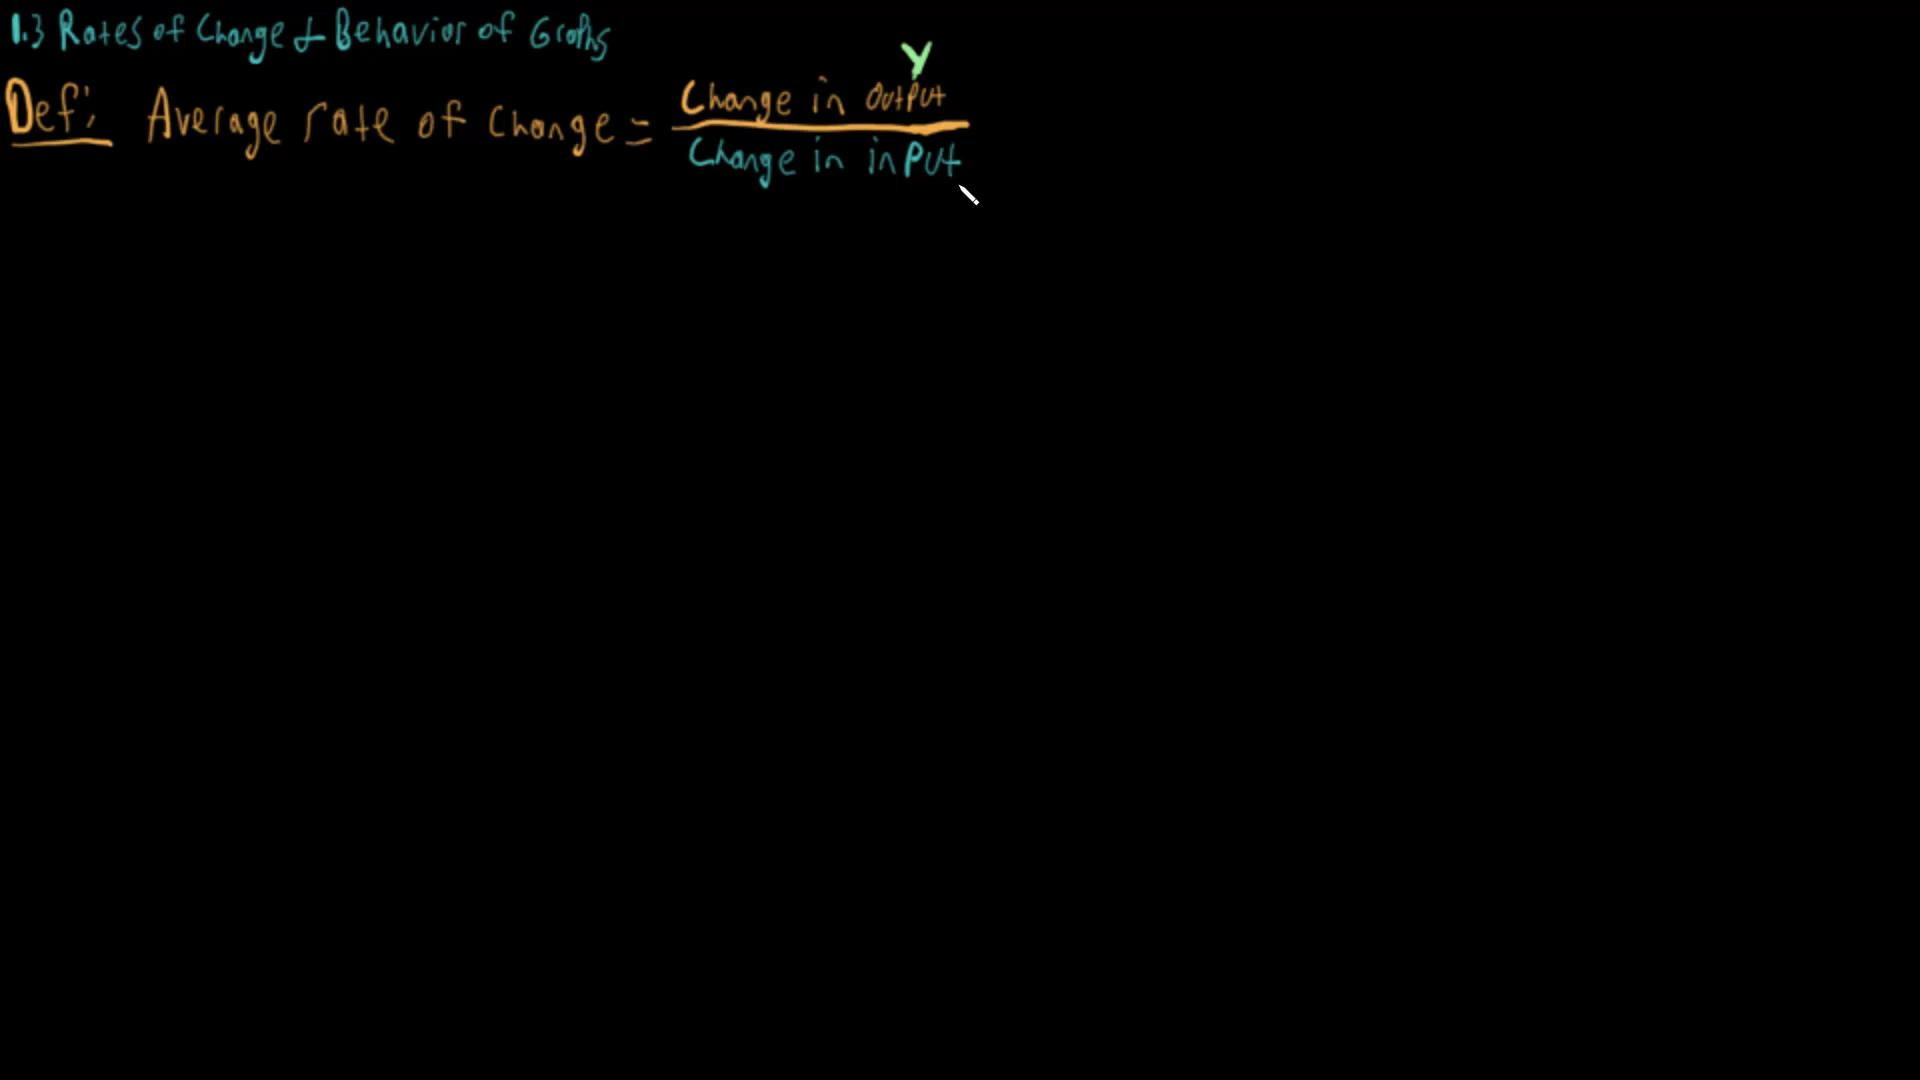 1.3 Rates of Change & Behavior of Graphs
y
Def: Average rate of Change = Change in Output
Change in input